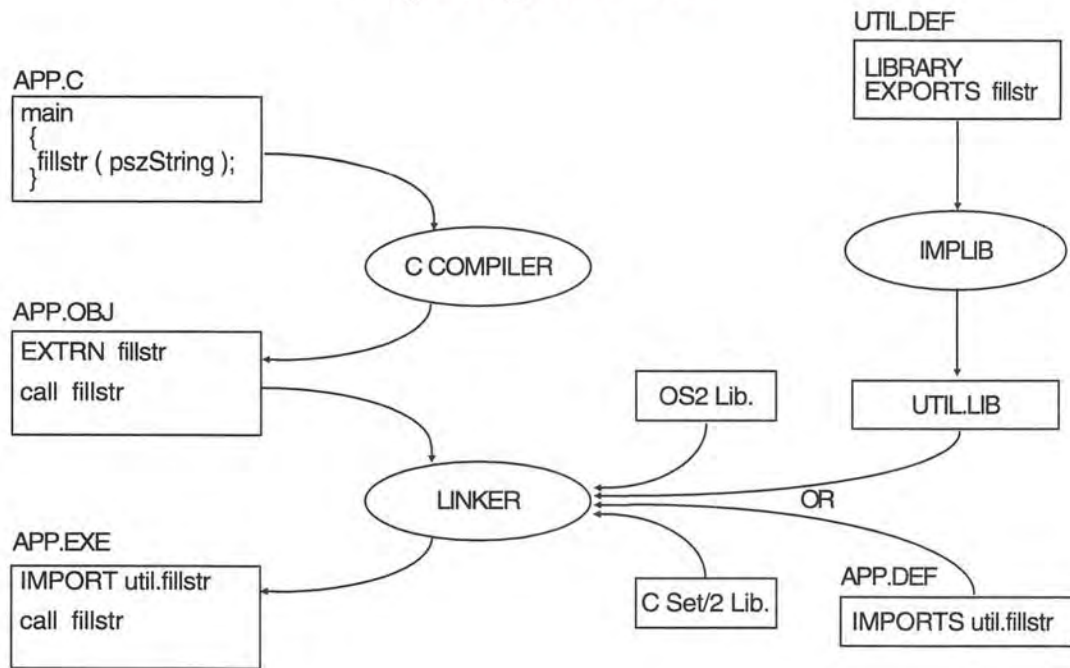 UTIL.DEF
LIBRARY
EXPORTS fillstr
APP.C
main
{
fillstr ( pszString );
}
C COMPILER
IMPLIB
APP.OBJ
EXTRN fillstr
call fillstr
OS2 Lib.
UTIL.LIB
LINKER
OR
APP.EXE
IMPORT util.fillstr
call fillstr
C Set/2 Lib.
APP.DEF
IMPORTS util.fillstr